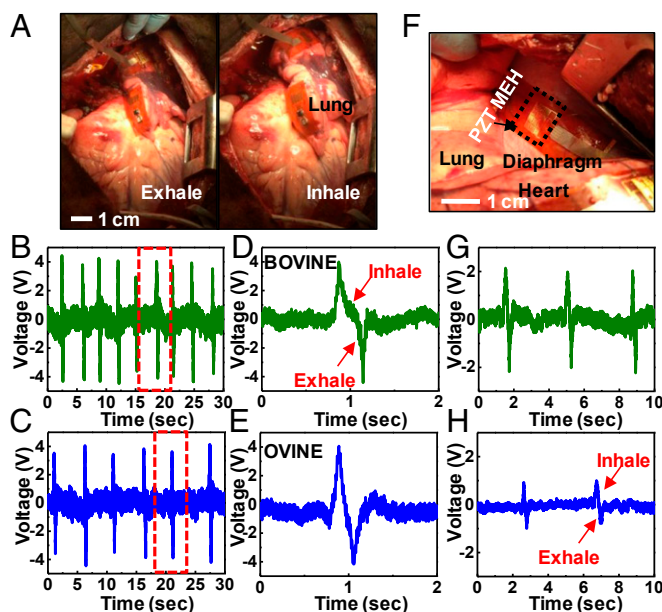 A
Exhale
Inhale
Lung
1 cm
F
PZT MEH
Lung
Diaphragm
Heart
1 cm
B
Voltage (V)
4
2
0
-2
-4
0 5 10 15 20 25 30
Time (sec)
D
BOVINE
Inhale
Exhale
Voltage (V)
4
2
0
-2
-4
0 1 2
Time (sec)
G
Voltage (V)
2
0
-2
0 2 4 6 8 10
Time (sec)
C
Voltage (V)
4
2
0
-2
-4
0 5 10 15 20 25 30
Time (sec)
E
OVINE
Voltage (V)
4
2
0
-2
-4
0 1 2
Time (sec)
H
Inhale
Exhale
Voltage (V)
2
0
-2
0 2 4 6 8 10
Time (sec)